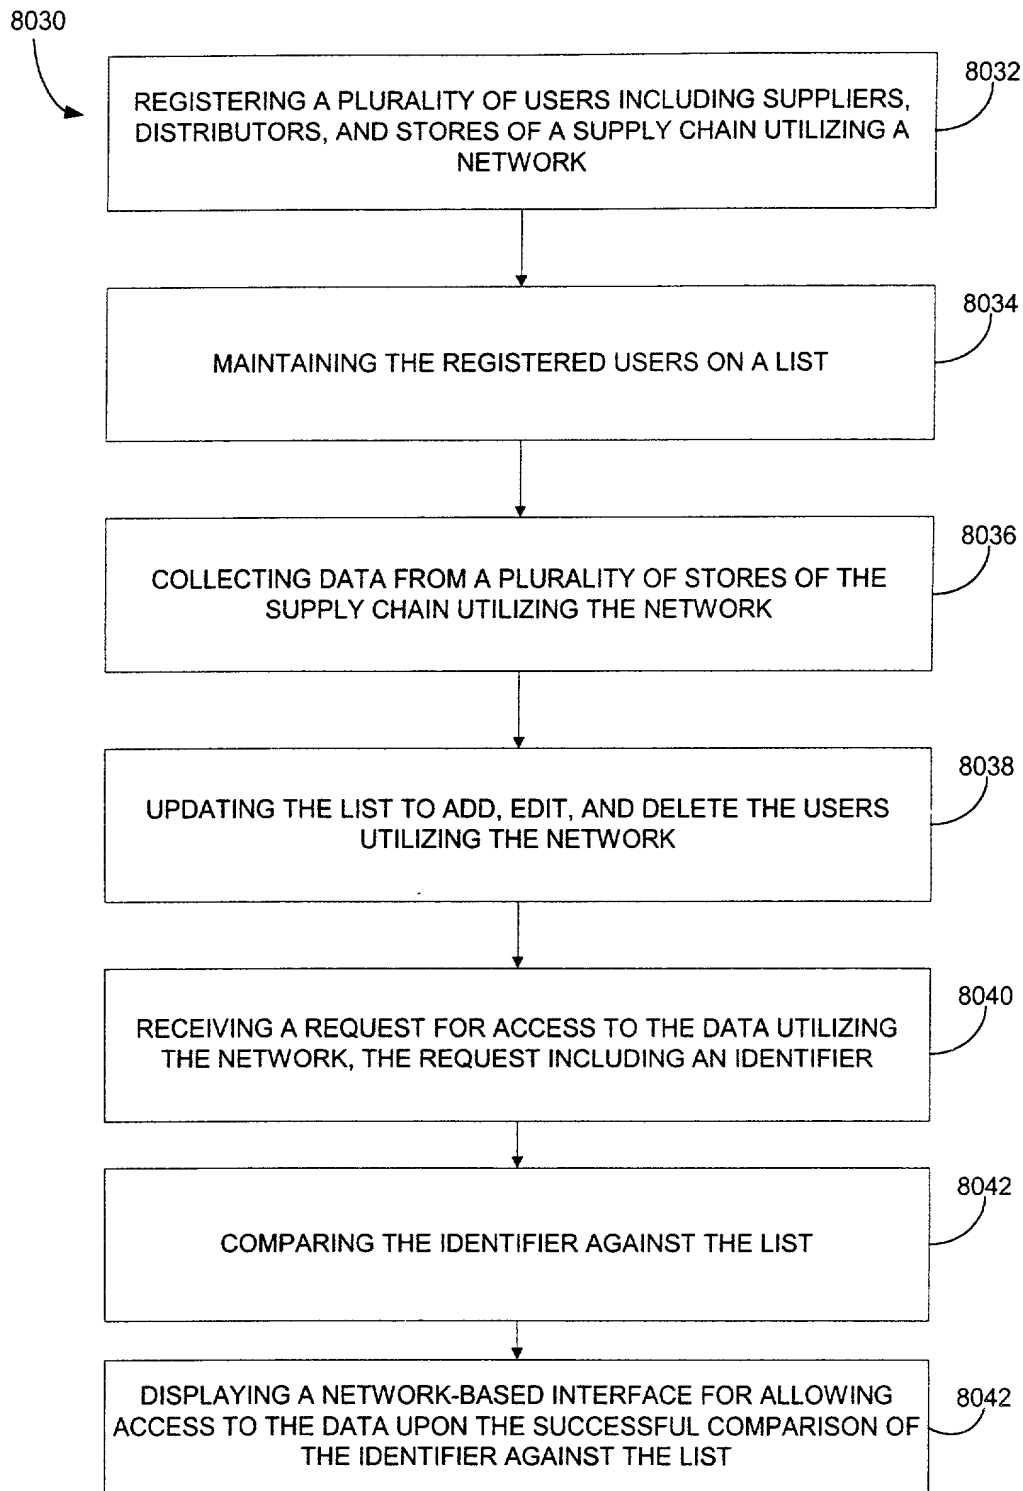 8030
8032
REGISTERING A PLURALITY OF USERS INCLUDING SUPPLIERS,
DISTRIBUTORS, AND STORES OF A SUPPLY CHAIN UTILIZING A
NETWORK
8034
MAINTAINING THE REGISTERED USERS ON A LIST
8036
COLLECTING DATA FROM A PLURALITY OF STORES OF THE
SUPPLY CHAIN UTILIZING THE NETWORK
8038
UPDATING THE LIST TO ADD, EDIT, AND DELETE THE USERS
UTILIZING THE NETWORK
8040
RECEIVING A REQUEST FOR ACCESS TO THE DATA UTILIZING
THE NETWORK, THE REQUEST INCLUDING AN IDENTIFIER
8042
COMPARING THE IDENTIFIER AGAINST THE LIST
8042
DISPLAYING A NETWORK-BASED INTERFACE FOR ALLOWING
ACCESS TO THE DATA UPON THE SUCCESSFUL COMPARISON OF
THE IDENTIFIER AGAINST THE LIST